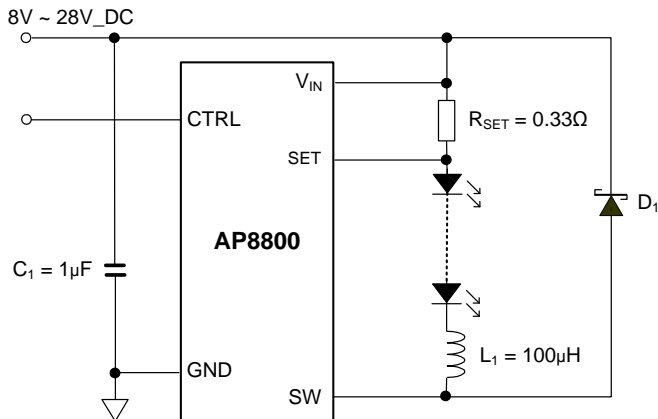 8V ~ 28V_DC
V_IN
CTRL
R_SET = 0.33Ω
SET
D_1
AP8800
C_1 = 1µF
L_1 = 100µH
GND
SW